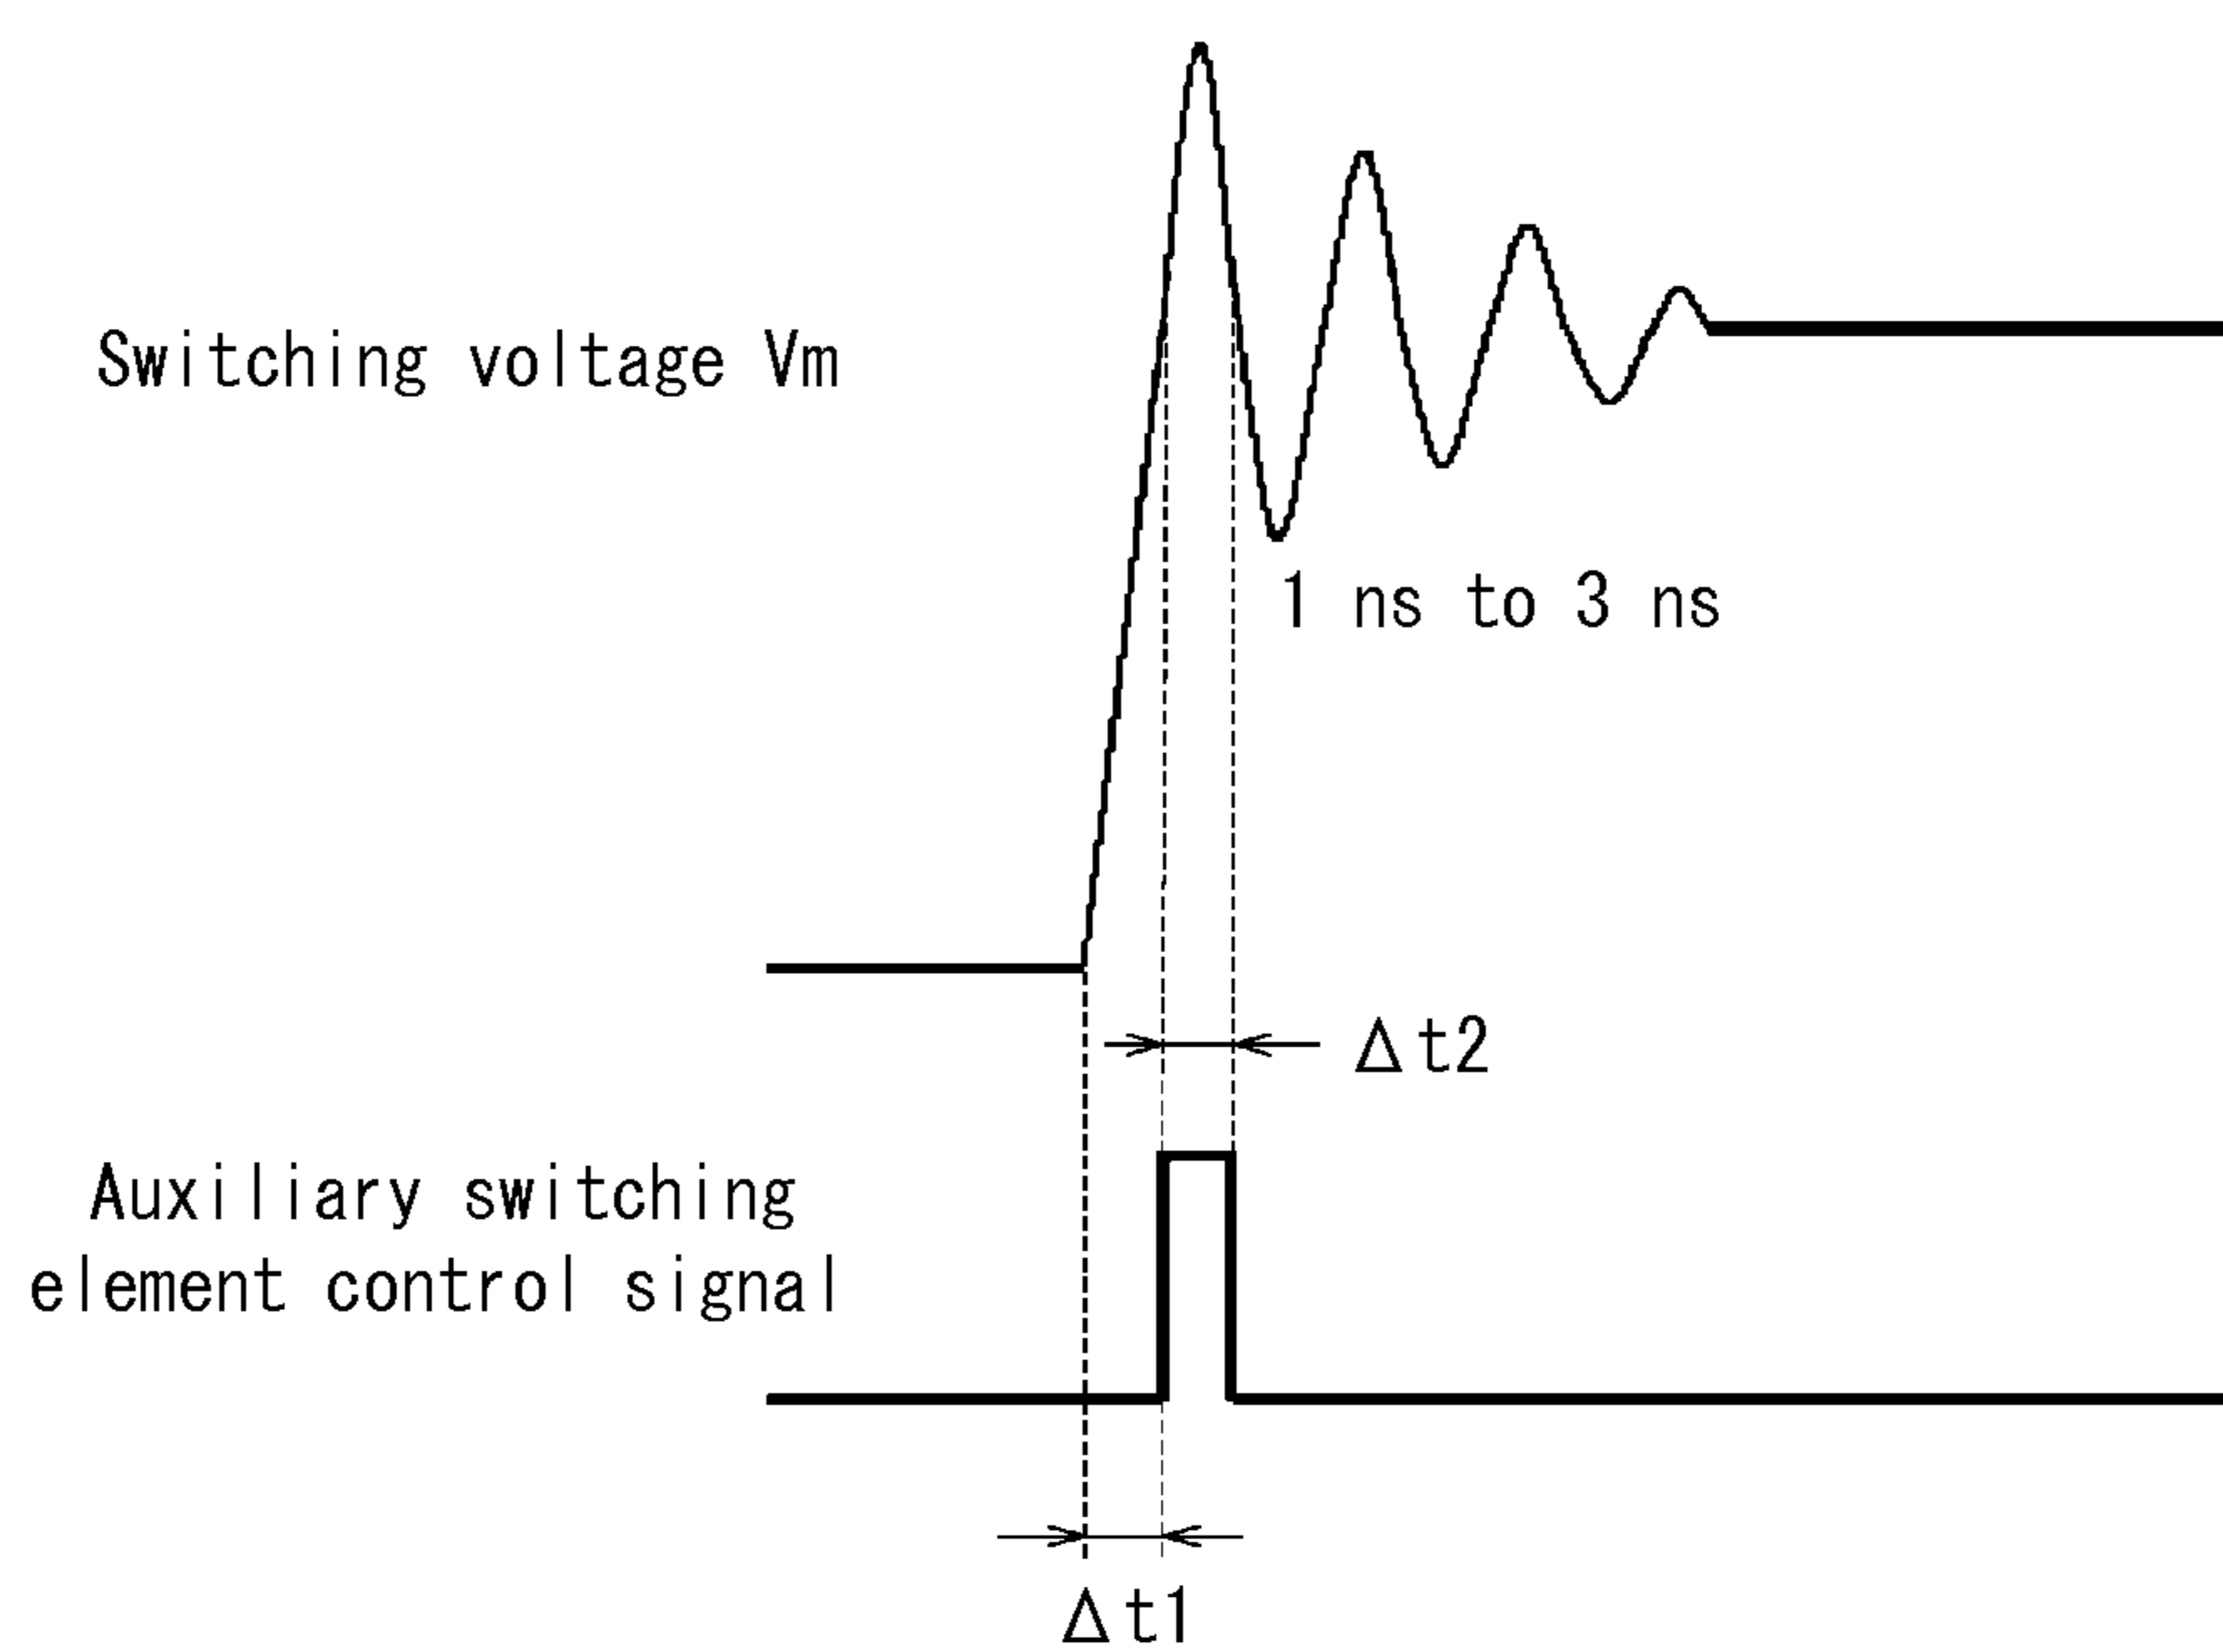 Switching voltage Vm
1 ns to 3 ns
Δt2
Auxiliary switching
element control signal
Δt1